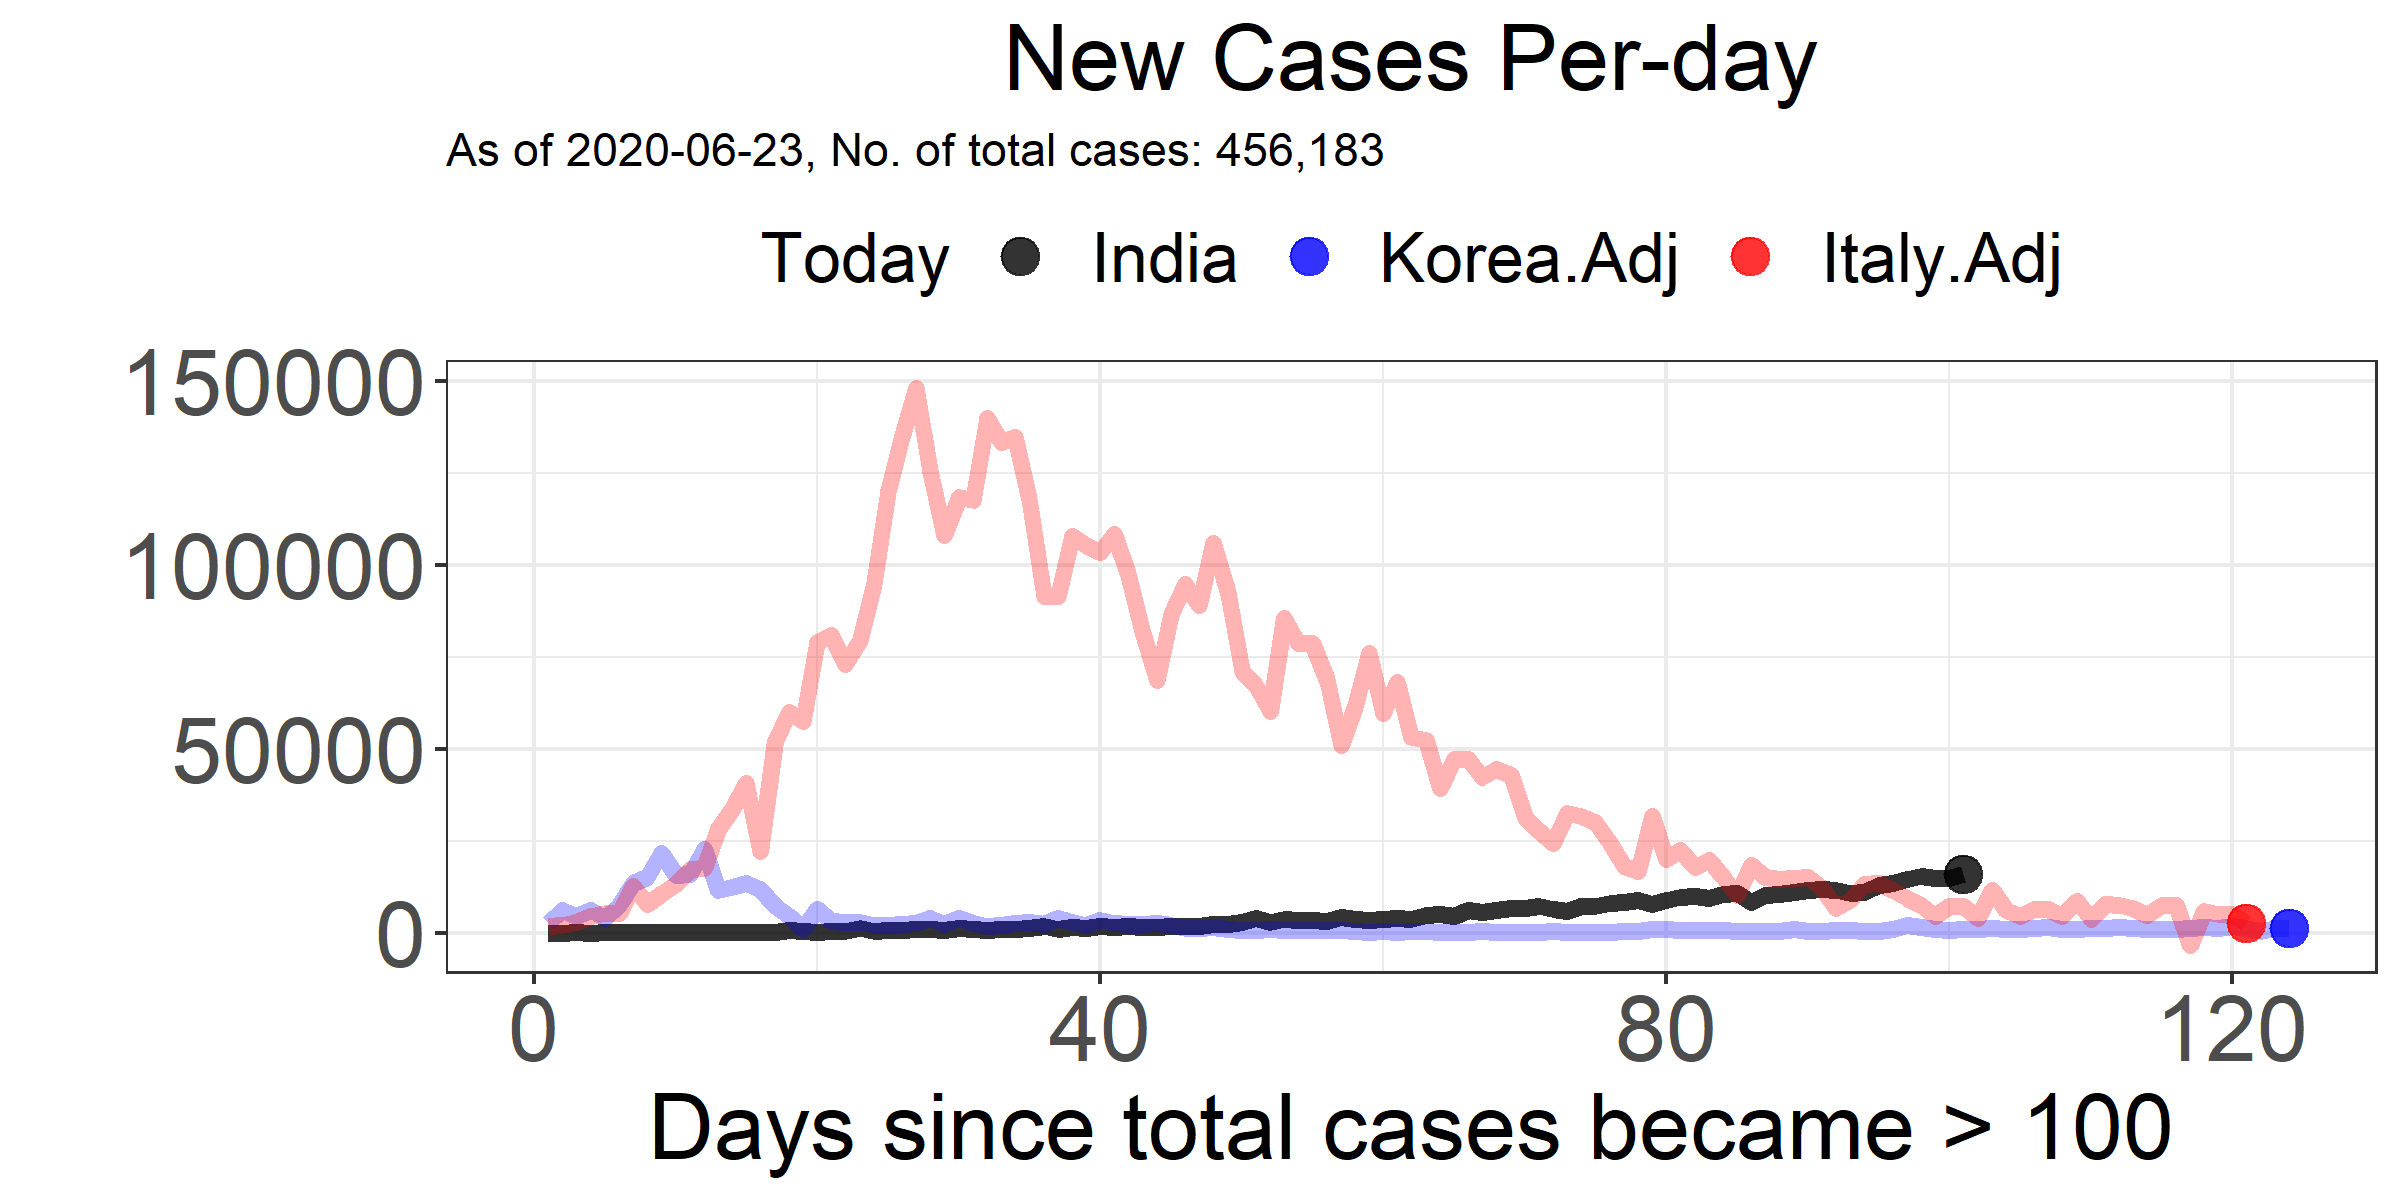 New Cases Per-day
As of 2020-06-23, No. of total cases: 456,183
Today India Korea.Adj Italy.Adj
150000
100000
50000
0
0 40 80 120
Days since total cases became > 100